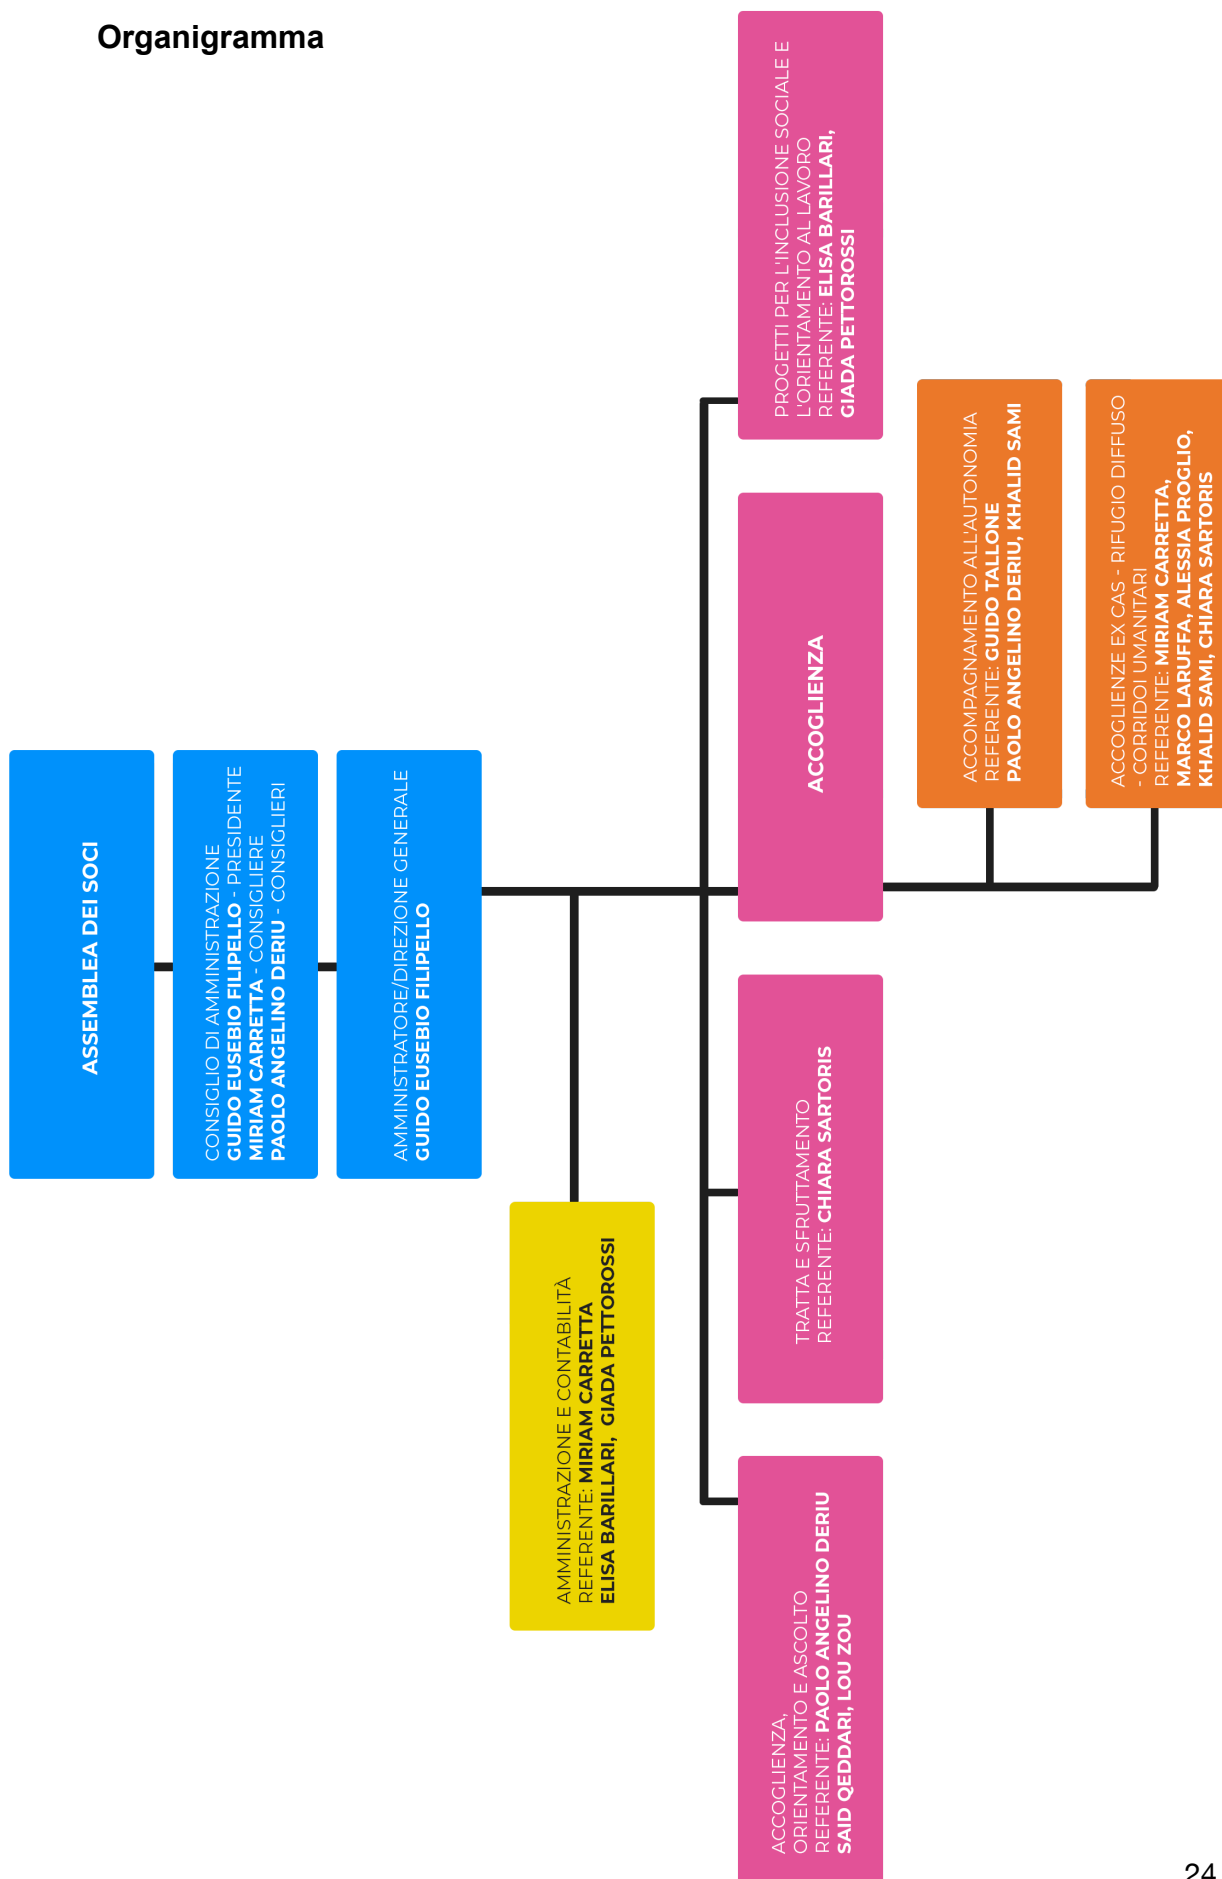 Organigramma
ASSEMBLEA DEI SOCI
CONSIGLIO DI AMMINISTRAZIONE
GUIDO EUSEBIO FILIPELLO - PRESIDENTE
MIRIAM CARRETTA - CONSIGLIERE
PAOLO ANGELINO DERIU - CONSIGLIERI
AMMINISTRATORE/DIREZIONE GENERALE
GUIDO EUSEBIO FILIPELLO
AMMINISTRAZIONE E CONTABILITÀ
REFERENTE: MIRIAM CARRETTA
ELISA BARILLARI, GIADA PETTOROSSI
ACCOGLIENZA,
ORIENTAMENTO E ASCOLTO
REFERENTE: PAOLO ANGELINO DERIU
SAID QEDDARI, LOU ZOU
TRATTA E SFRUTTAMENTO
REFERENTE: CHIARA SARTORIS
ACCOGLIENZA
PROGETTI PER L'INCLUSIONE SOCIALE E
L'ORIENTAMENTO AL LAVORO
REFERENTE: ELISA BARILLARI,
GIADA PETTOROSSI
ACCOMPAGNAMENTO ALL'AUTONOMIA
REFERENTE: GUIDO TALLONE
PAOLO ANGELINO DERIU, KHALID SAMI
ACCOGLIENZE EX CAS - RIFUGIO DIFFUSO
- CORRIDOI UMANITARI
REFERENTE: MIRIAM CARRETTA,
MARCO LARUFFA, ALESSIA PROGLIO,
KHALID SAMI, CHIARA SARTORIS
24